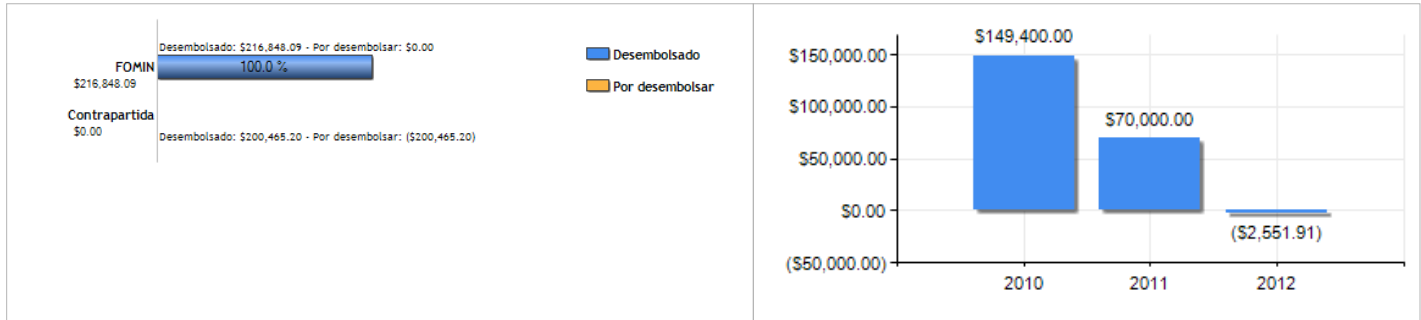 Desembolsado: $216,848.09 - Por desembolsar: $0.00
FOMIN
100.0 %
$216,848.09
Contrapartida
$0.00
Desembolsado: $200,465.20 - Por desembolsar: ($200,465.20)
Desembolsado
Por desembolsar
$149,400.00
$150,000.00
$100,000.00
$70,000.00
$50,000.00
$0.00
($2,551.91)
($50,000.00)
2010 2011 2012